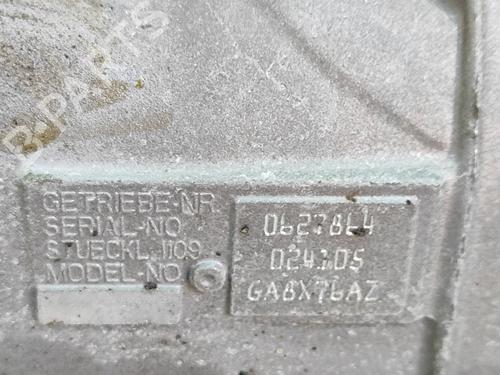 B-PARTS
GETRIEBE-NR.
SERIAL-NO
STUECKL. 1109
MODEL-NO
0627864
024105
GA8X76AZ